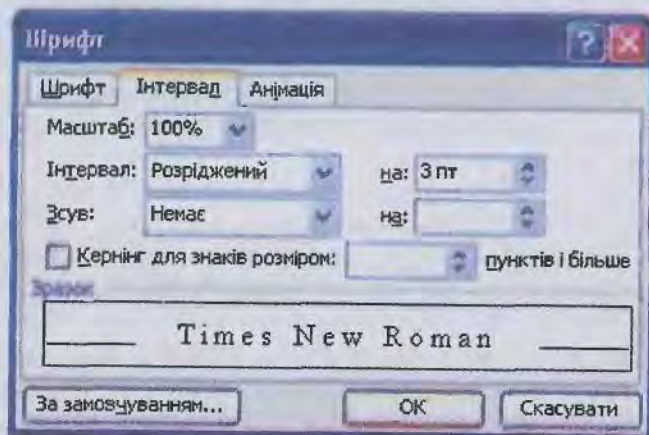 Шрифт
Шрифт Інтервал Анімація
Масштаб: 100%
Інтервал: Розріджений на: 3 пт
Зсув: Немає на:
Кернінг для знаків розміром: пунктів і більше
Зразок
Times New Roman
За замовчуванням... ОК Скасувати